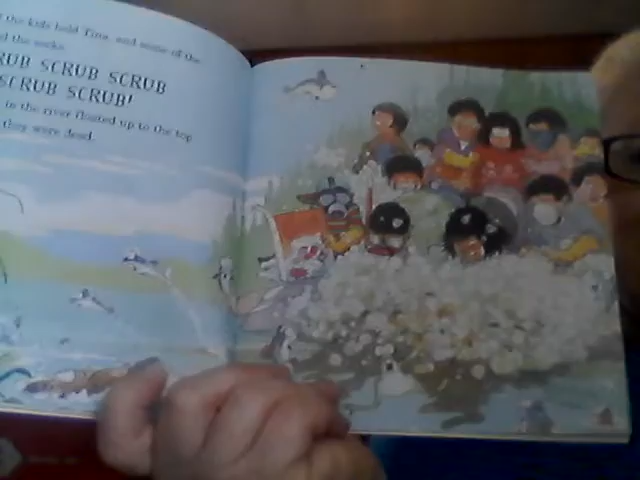 the kids held Tina, and some of the
the socks.
RUB SCRUB SCRUB
SCRUB SCRUB!
in the river floated up to the top
they were dead.